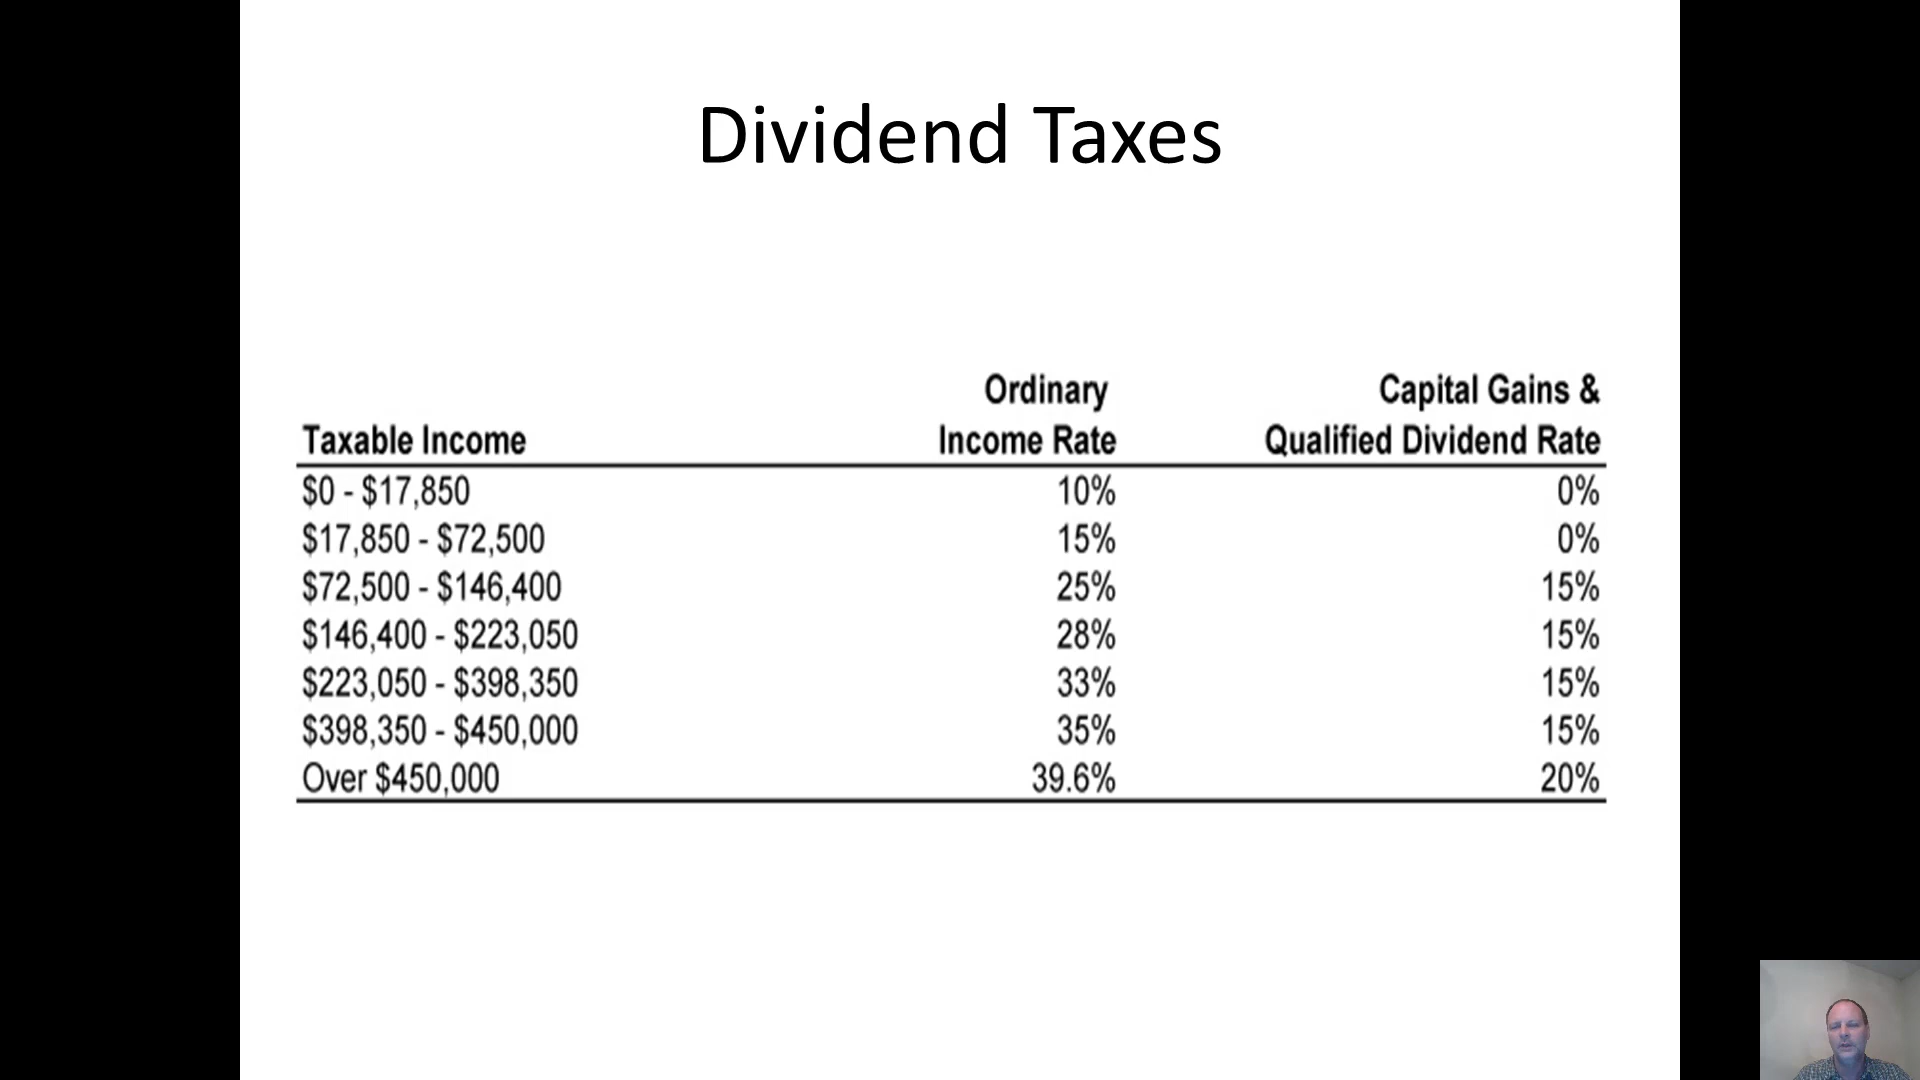 Dividend Taxes
Ordinary Capital Gains &
Taxable Income Income Rate Qualified Dividend Rate
$0 - $17,850 10% 0%
$17,850 - $72,500 15% 0%
$72,500 - $146,400 25% 15%
$146,400 - $223,050 28% 15%
$223,050 - $398,350 33% 15%
$398,350 - $450,000 35% 15%
Over $450,000 39.6% 20%